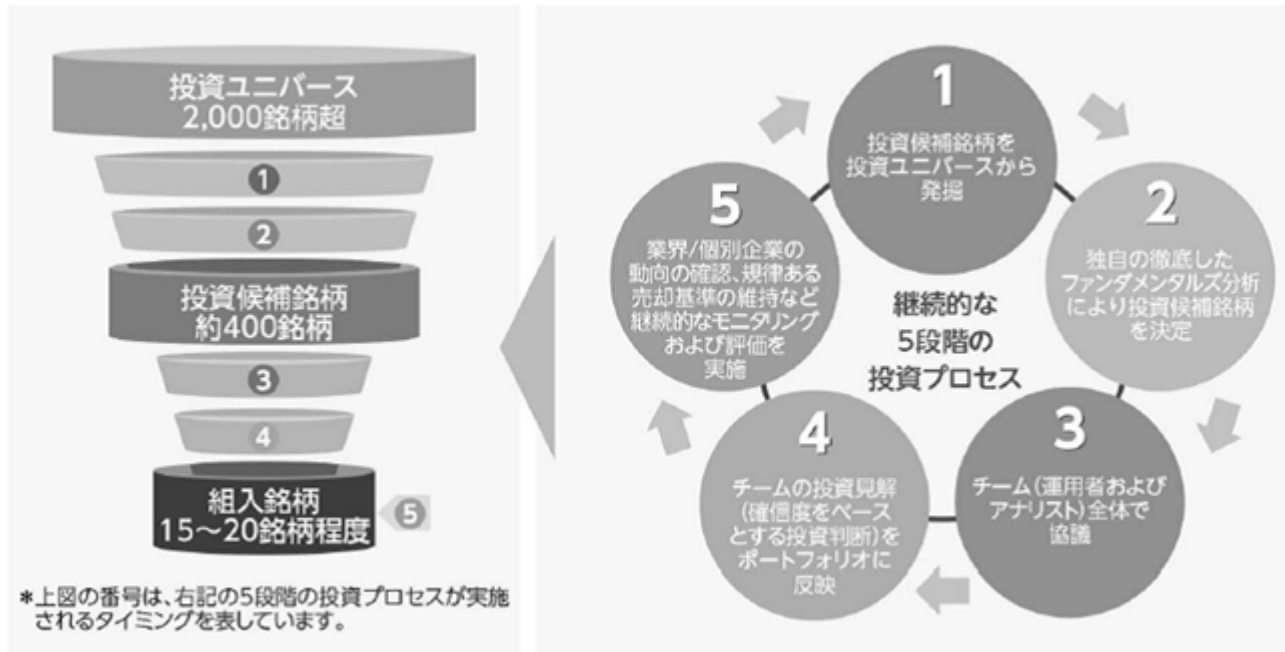 投資ユニバース
2,000銘柄超
1
2
投資候補銘柄
約400銘柄
3
4
組入銘柄
15～20銘柄程度
5
*上図の番号は、右記の5段階の投資プロセスが実施
されるタイミングを表しています。
1
投資候補銘柄を
投資ユニバースから
発掘
2
独自の徹底した
ファンダメンタルズ分析
により投資候補銘柄
を決定
3
チーム(運用者および
アナリスト)全体で
協議
4
チームの投資見解
(確信度をベース
とする投資判断)を
ポートフォリオに
反映
5
業界/個別企業の
動向の確認、規律ある
売却基準の維持など
継続的なモニタリング
および評価を
実施
継続的な
5段階の
投資プロセス